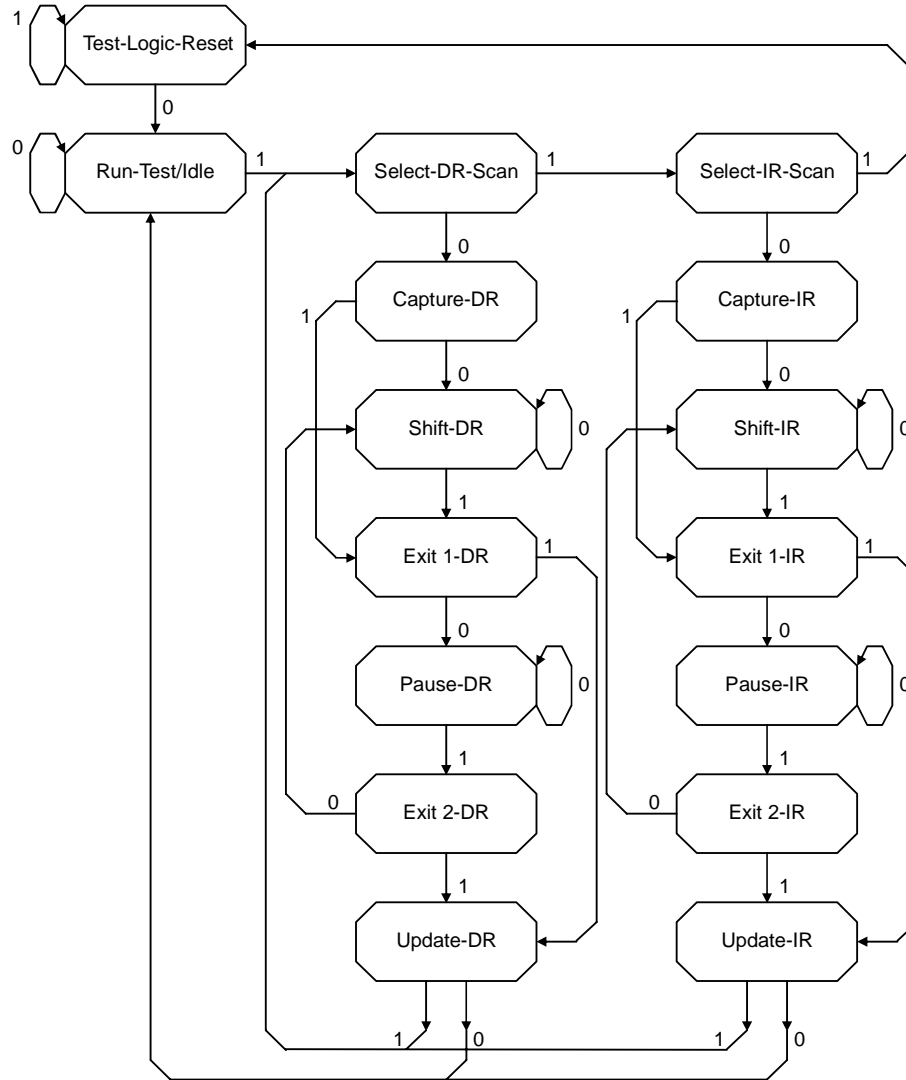 1
Test-Logic-Reset
0
0
Run-Test/Idle
1
Select-DR-Scan
1
Select-IR-Scan
1
0
0
Capture-DR
Capture-IR
1
1
0
0
Shift-DR
0
Shift-IR
0
1
1
Exit 1-DR
1
Exit 1-IR
1
0
0
Pause-DR
0
Pause-IR
0
1
1
0
Exit 2-DR
0
Exit 2-IR
1
1
Update-DR
Update-IR
1
0
1
0